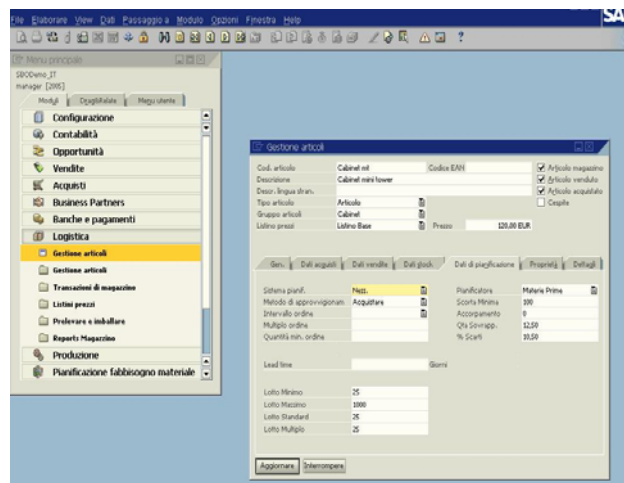 File Elaborare View Dati Passaggio a Modulo Opzioni Finestra Help
SAP
Menu principale
SBODemo_IT
manager [2005]
Moduli Drag&Relate Menu utente
Configurazione
Contabilità
Opportunità
Vendite
Acquisti
Business Partners
Banche e pagamenti
Logistica
Gestione articoli
Gestione articoli
Transazioni di magazzino
Listini prezzi
Prelevare e imballare
Reports Magazzino
Produzione
Pianificazione fabbisogno materiale
Gestione articoli
Cod. articolo Cabinet mt Codice EAN Articolo magazzino
Descrizione Cabinet mini tower Articolo venduto
Descr. lingua stran. Articolo acquistato
Tipo articolo Articolo Cespite
Gruppo articoli Cabinet
Listino prezzi Listino Base Prezzo 120,00 EUR
Gen. Dati acquisti Dati vendite Dati stock Dati di pianificazione Proprietà Dettagli
Sistema pianif. Ness. Pianificatore Materie Prime
Metodo di approvvigionam Acquistare Scorta Minima 100
Intervallo ordine Accorpamento 0
Multiplo ordine Qta Sovrapp. 12,50
Quantità min. ordine % Scarti 10,50
Lead time Giorni
Lotto Minimo 25
Lotto Massimo 1000
Lotto Standard 25
Lotto Multiplo 25
Aggiornare Interrompere